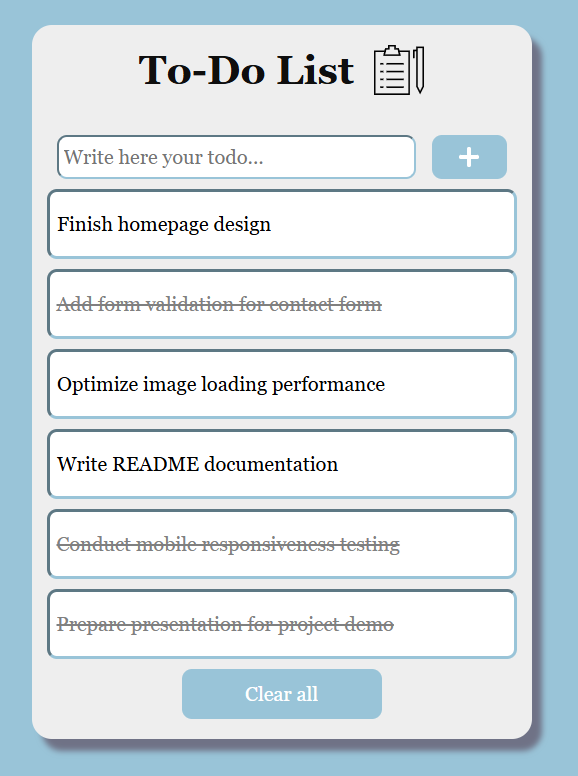 To-Do List
Write here your todo...
+
Finish homepage design
Add form validation for contact form
Optimize image loading performance
Write README documentation
Conduct mobile responsiveness testing
Prepare presentation for project demo
Clear all